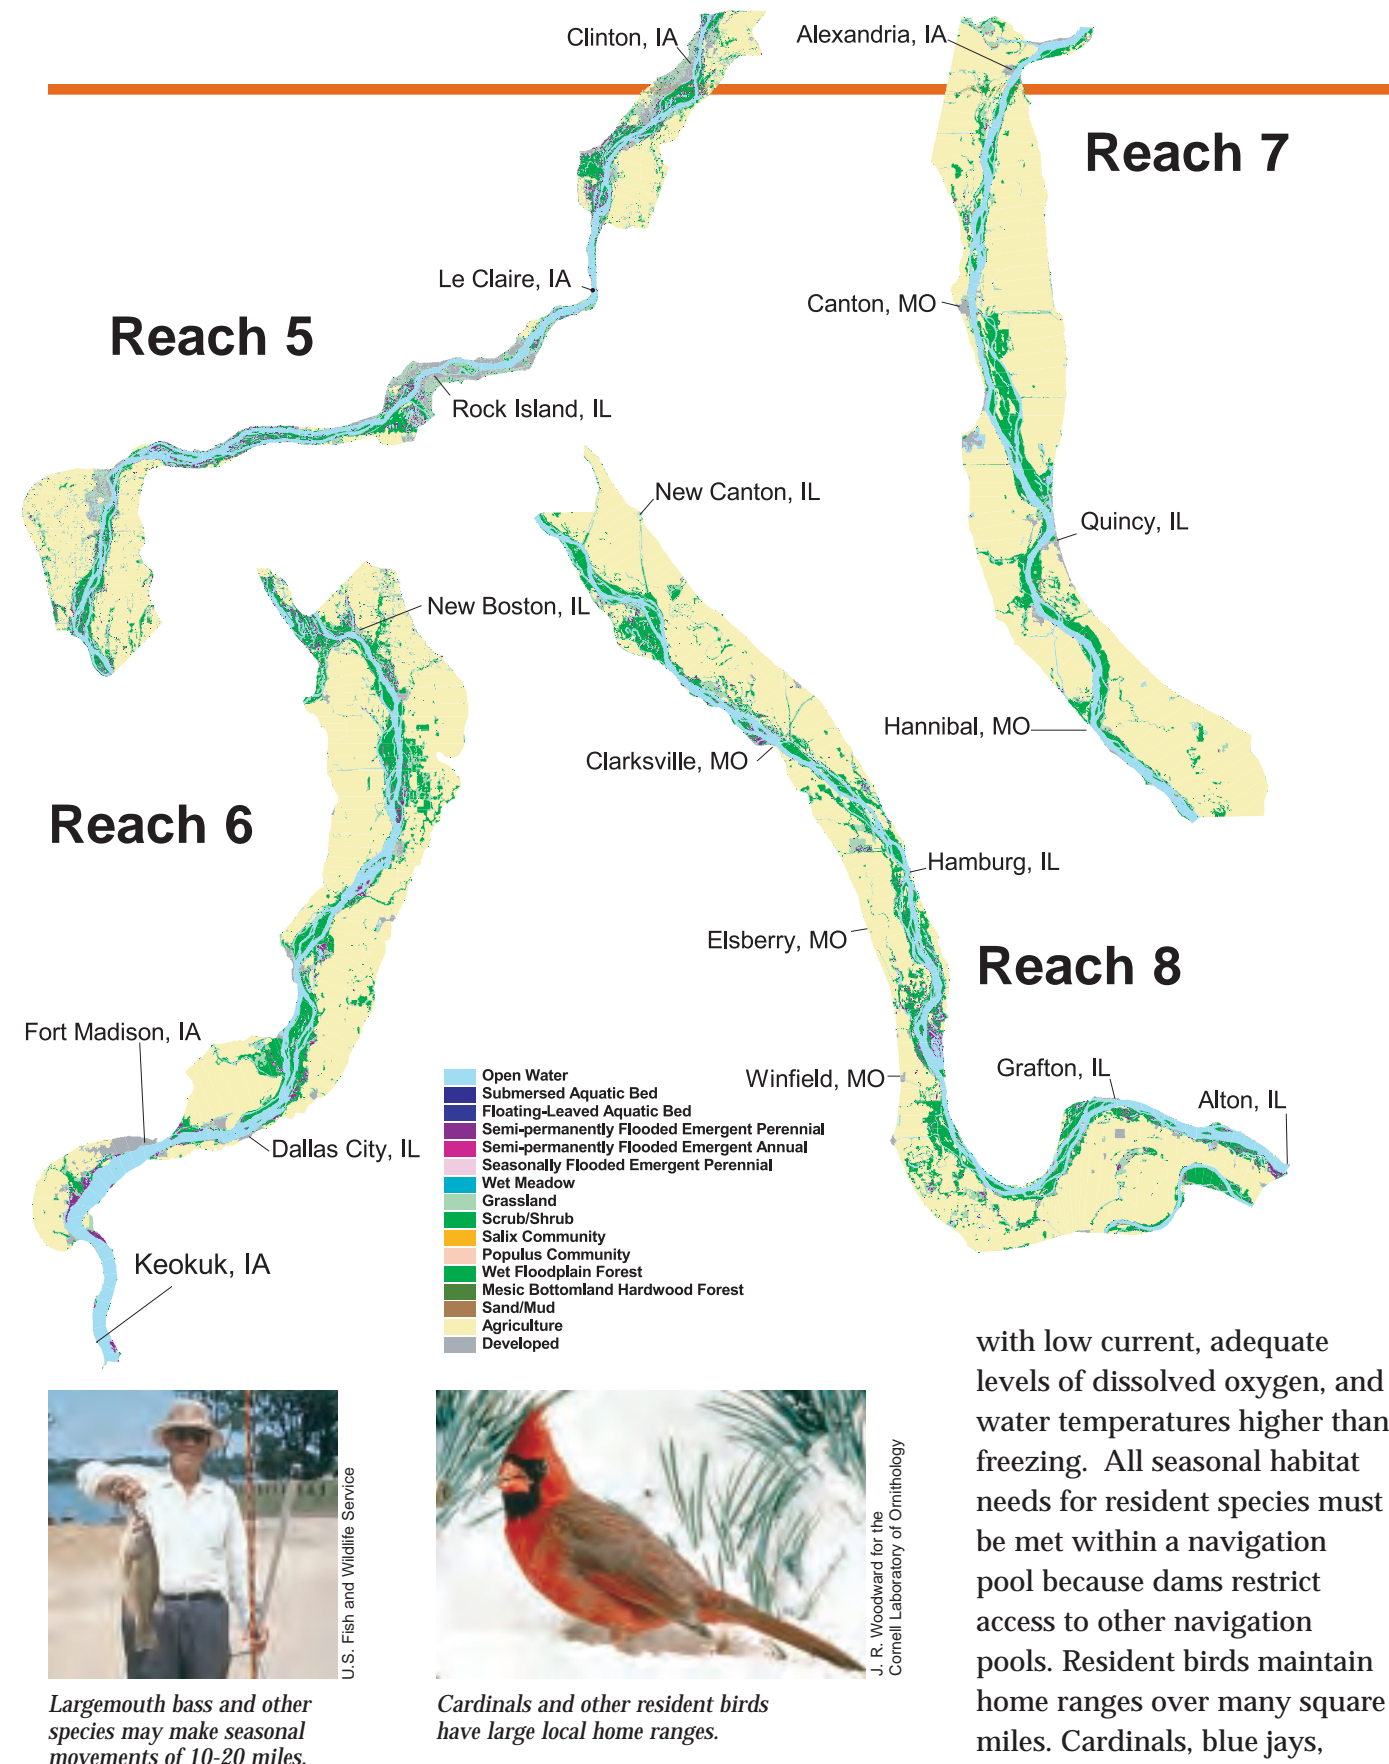 Clinton, IA
Alexandria, IA
Reach 7
Le Claire, IA
Canton, MO
Reach 5
Rock Island, IL
New Canton, IL
Quincy, IL
New Boston, IL
Hannibal, MO
Clarksville, MO
Reach 6
Hamburg, IL
Elsberry, MO
Reach 8
Fort Madison, IA
Winfield, MO
Grafton, IL
Alton, IL
Dallas City, IL
Keokuk, IA
Open Water
Submersed Aquatic Bed
Floating-Leaved Aquatic Bed
Semi-permanently Flooded Emergent Perennial
Semi-permanently Flooded Emergent Annual
Seasonally Flooded Emergent Perennial
Wet Meadow
Grassland
Scrub/Shrub
Salix Community
Populus Community
Wet Floodplain Forest
Mesic Bottomland Hardwood Forest
Sand/Mud
Agriculture
Developed
U.S. Fish and Wildlife Service
Largemouth bass and other
species may make seasonal
movements of 10-20 miles.
J. R. Woodward for the
Cornell Laboratory of Ornithology
Cardinals and other resident birds
have large local home ranges.
with low current, adequate
levels of dissolved oxygen, and
water temperatures higher than
freezing.  All seasonal habitat
needs for resident species must
be met within a navigation
pool because dams restrict
access to other navigation
pools. Resident birds maintain
home ranges over many square
miles. Cardinals, blue jays,